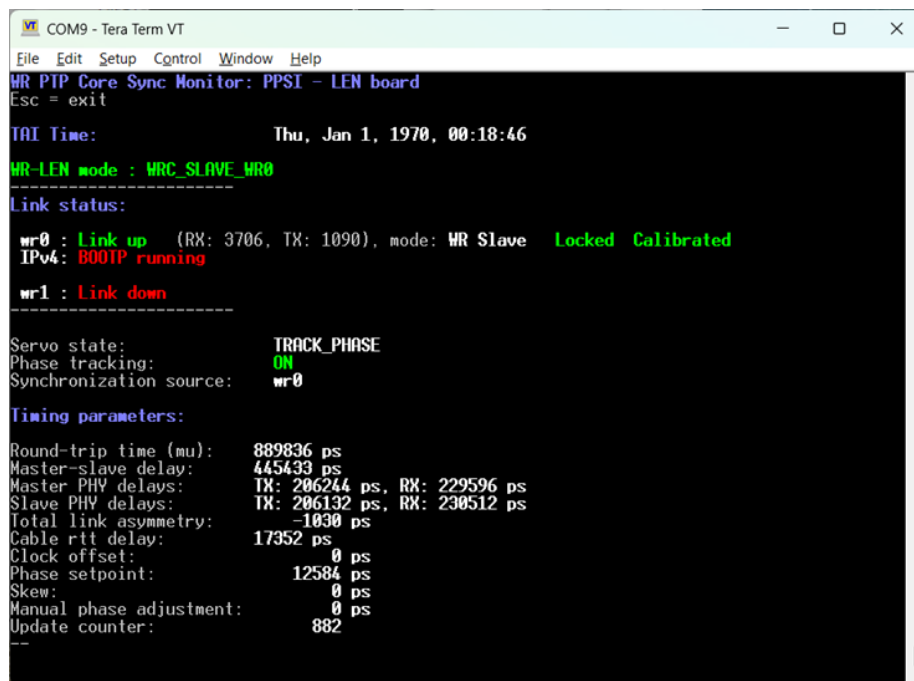 COM9 - Tera Term VT
File Edit Setup Control Window Help
WR PTP Core Sync Monitor: PPSI - LEN board
Esc = exit
TAI Time: Thu, Jan 1, 1970, 00:18:46
WR-LEN mode : WRC_SLAVE_WR0
-----------------------
Link status:
wr0 : Link up (RX: 3706, TX: 1090), mode: WR Slave Locked Calibrated
IPv4: BOOTP running
wr1 : Link down
-----------------------
Servo state: TRACK_PHASE
Phase tracking: ON
Synchronization source: wr0
Timing parameters:
Round-trip time (mu): 889836 ps
Master-slave delay: 445433 ps
Master PHY delays: TX: 206244 ps, RX: 229596 ps
Slave PHY delays: TX: 206132 ps, RX: 230512 ps
Total link asymmetry: -1030 ps
Cable rtt delay: 17352 ps
Clock offset: 0 ps
Phase setpoint: 12584 ps
Skew: 0 ps
Manual phase adjustment: 0 ps
Update counter: 882
--